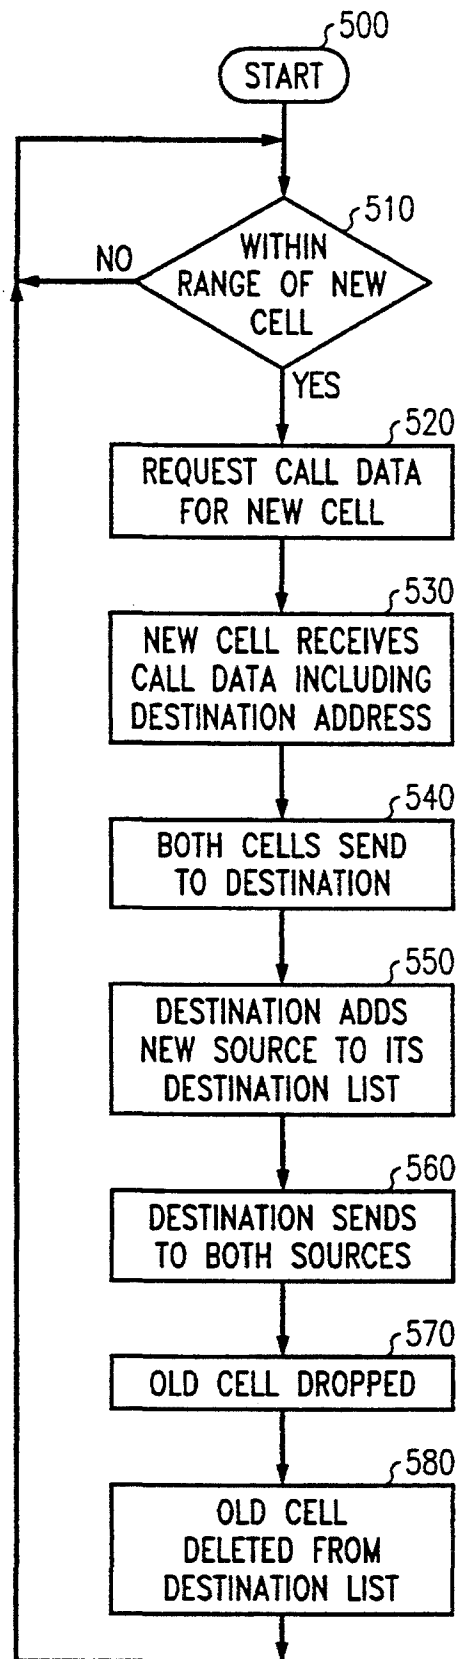 500
START
510
WITHIN
RANGE OF NEW
CELL
NO
YES
520
REQUEST CALL DATA
FOR NEW CELL
530
NEW CELL RECEIVES
CALL DATA INCLUDING
DESTINATION ADDRESS
540
BOTH CELLS SEND
TO DESTINATION
550
DESTINATION ADDS
NEW SOURCE TO ITS
DESTINATION LIST
560
DESTINATION SENDS
TO BOTH SOURCES
570
OLD CELL DROPPED
580
OLD CELL
DELETED FROM
DESTINATION LIST